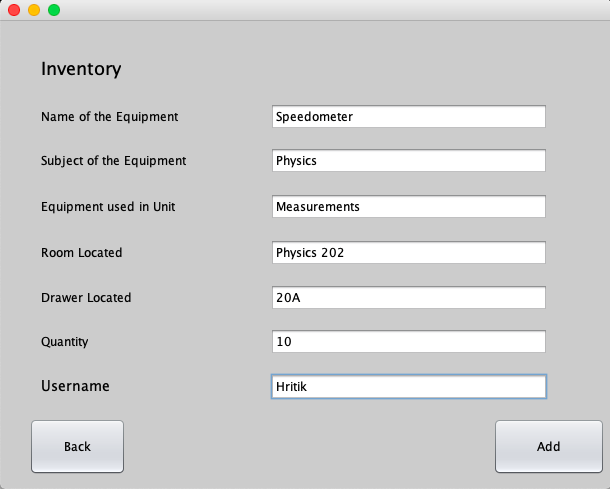 Inventory
Name of the Equipment Speedometer
Subject of the Equipment Physics
Equipment used in Unit Measurements
Room Located Physics 202
Drawer Located 20A
Quantity 10
Username Hritik
Back Add